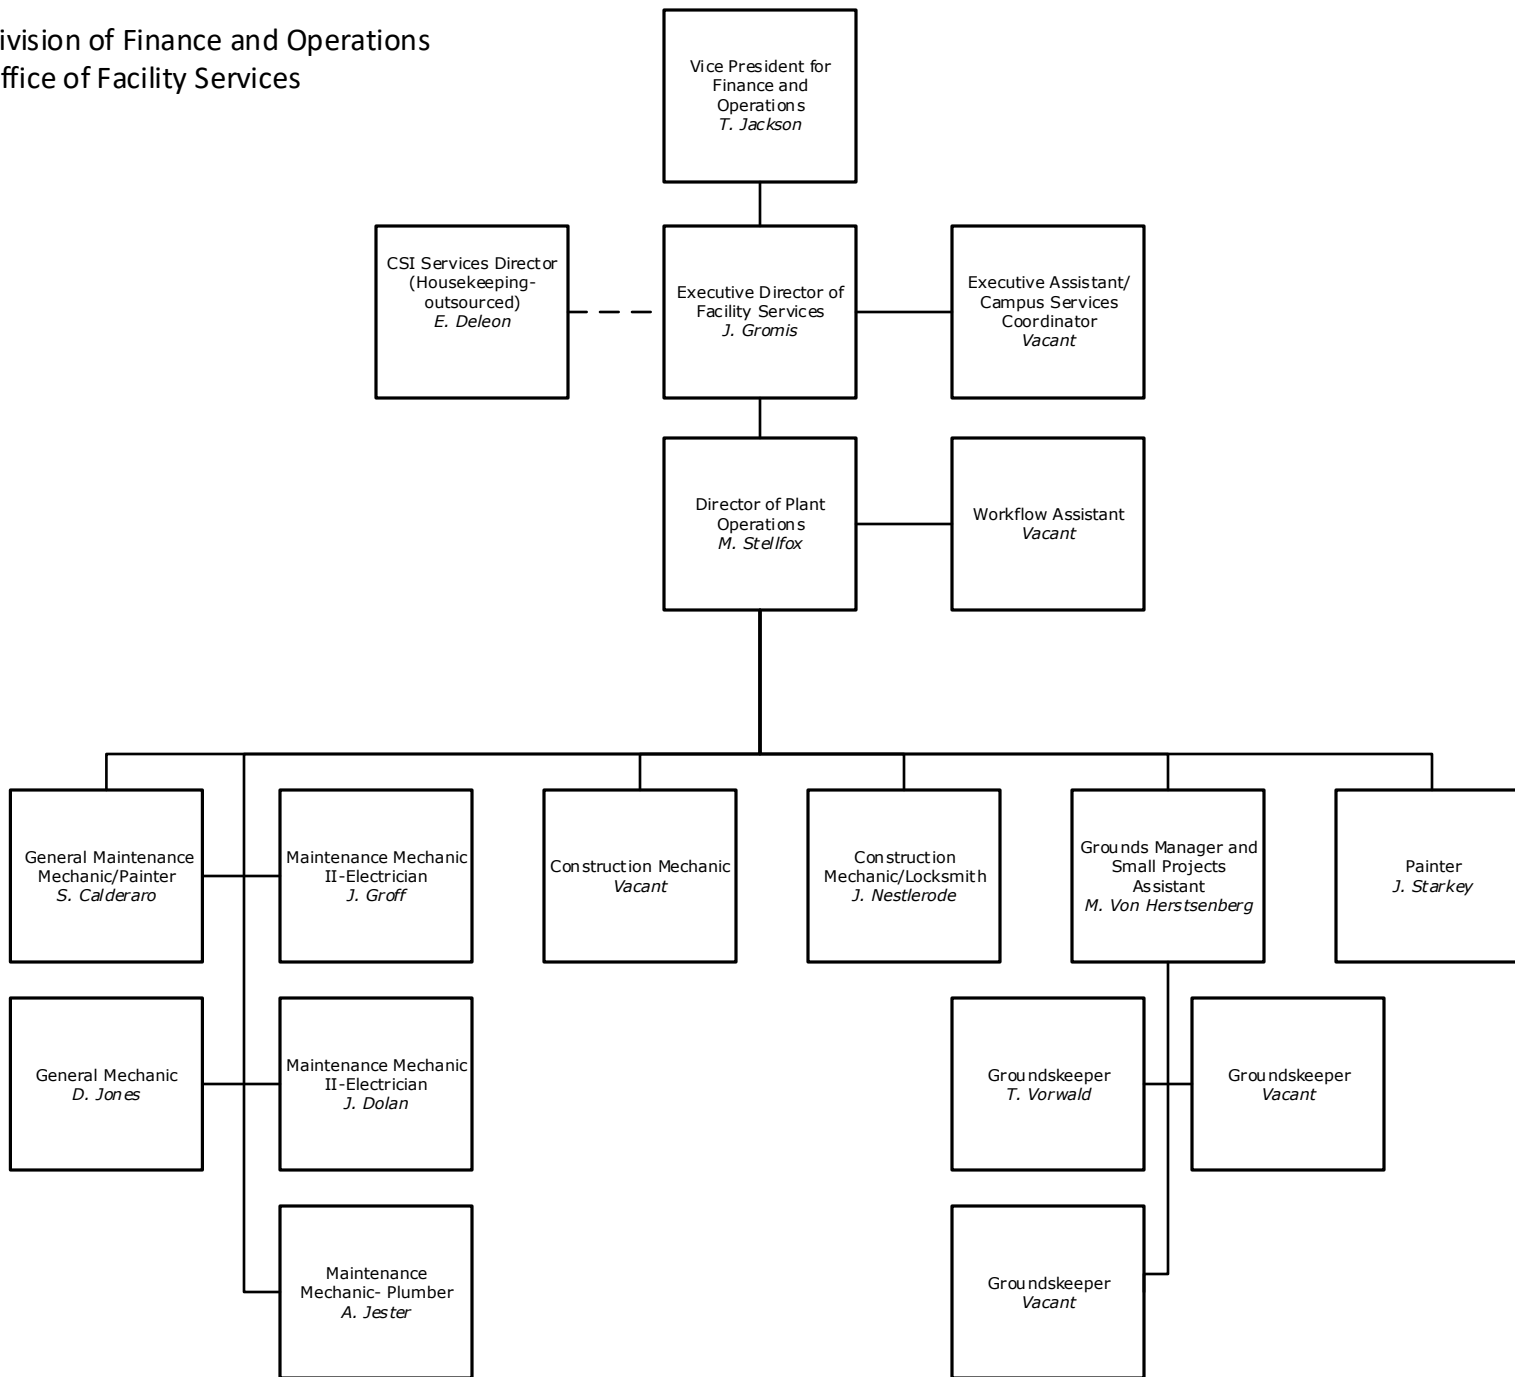 ivision of Finance and Operations
ffice of Facility Services
Vice President for
Finance and
Operations
T. Jackson
CSI Services Director
(Housekeeping-
outsourced)
E. Deleon
Executive Director of
Facility Services
J. Gromis
Executive Assistant/
Campus Services
Coordinator
Vacant
Director of Plant
Operations
M. Stellfox
Workflow Assistant
Vacant
General Maintenance
Mechanic/Painter
S. Calderaro
Maintenance Mechanic
II-Electrician
J. Groff
Construction Mechanic
Vacant
Construction
Mechanic/Locksmith
J. Nestlerode
Grounds Manager and
Small Projects
Assistant
M. Von Herstsenberg
Painter
J. Starkey
General Mechanic
D. Jones
Maintenance Mechanic
II-Electrician
J. Dolan
Groundskeeper
T. Vorwald
Groundskeeper
Vacant
Maintenance
Mechanic- Plumber
A. Jester
Groundskeeper
Vacant